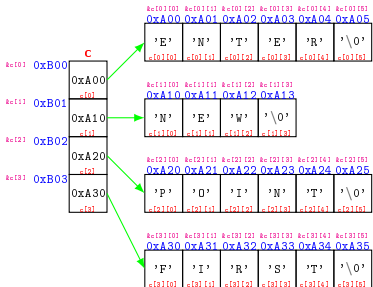 &c[0][0] &c[0][1] &c[0][2] &c[0][3] &c[0][4] &c[0][5]
0xA00 0xA01 0xA02 0xA03 0xA04 0xA05
'E' 'N' 'T' 'E' 'R' '\0'
c[0][0] c[0][1] c[0][2] c[0][3] c[0][4] c[0][5]
C
&c[0] 0xB00 0xA00
c[0]
&c[1][0] &c[1][1] &c[1][2] &c[1][3]
0xA10 0xA11 0xA12 0xA13
&c[1] 0xB01 0xA10
c[1]
'N' 'E' 'W' '\0'
c[1][0] c[1][1] c[1][2] c[1][3]
&c[2] 0xB02 0xA20
c[2]
&c[2][0] &c[2][1] &c[2][2] &c[2][3] &c[2][4] &c[2][5]
0xA20 0xA21 0xA22 0xA23 0xA24 0xA25
'P' 'O' 'I' 'N' 'T' '\0'
c[2][0] c[2][1] c[2][2] c[2][3] c[2][4] c[2][5]
&c[3] 0xB03 0xA30
c[3]
&c[3][0] &c[3][1] &c[3][2] &c[3][3] &c[3][4] &c[3][5]
0xA30 0xA31 0xA32 0xA33 0xA34 0xA35
'F' 'I' 'R' 'S' 'T' '\0'
c[3][0] c[3][1] c[3][2] c[3][3] c[3][4] c[3][5]